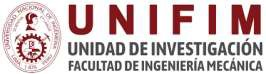 UNIFIM
UNIDAD DE INVESTIGACIÓN
FACULTAD DE INGENIERÍA MECÁNICA